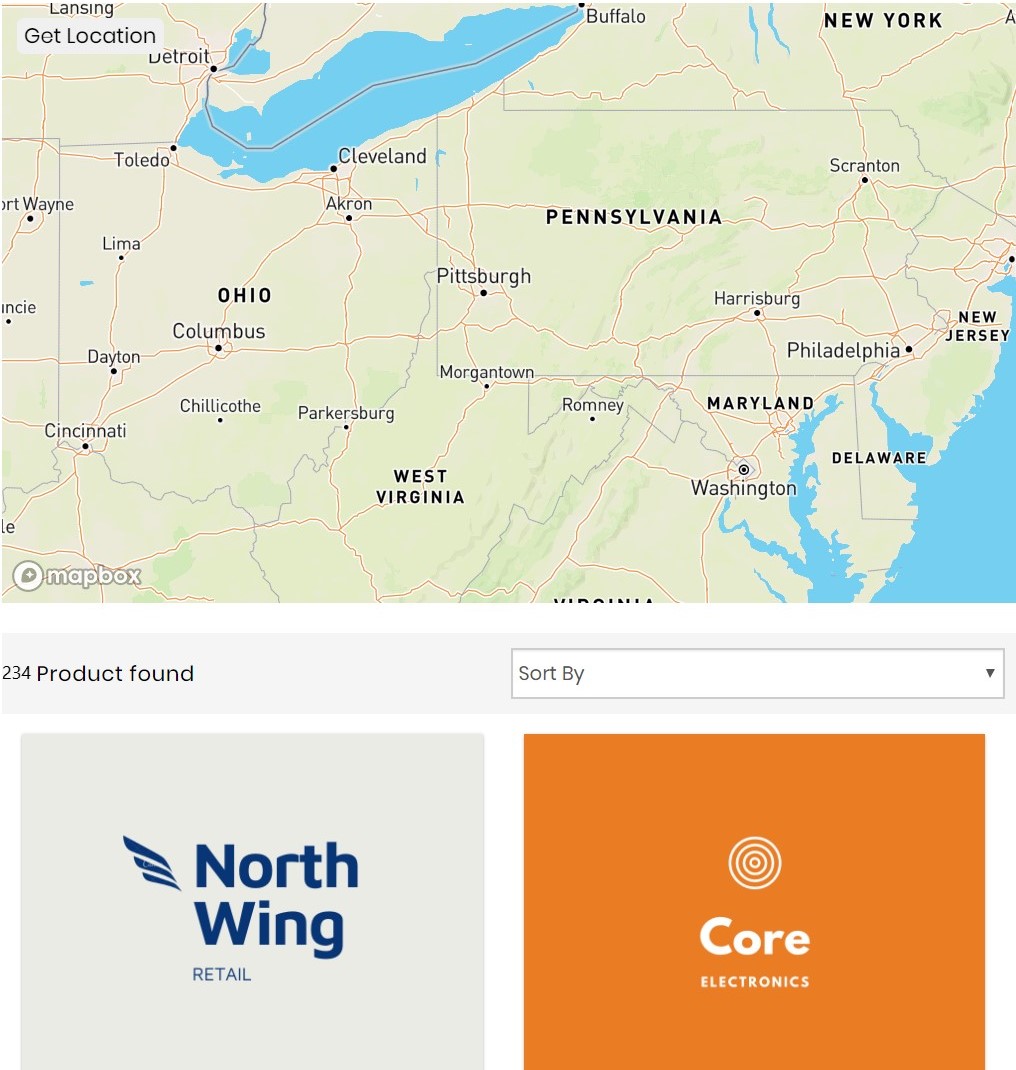 Lansing
Buffalo
NEW YORK
Get Location
Detroit
Toledo
Cleveland
Scranton
ort Wayne
Akron
PENNSYLVANIA
Lima
Pittsburgh
OHIO
Harrisburg
uncie
NEW
JERSEY
Columbus
Philadelphia
Dayton
Morgantown
Chillicothe
Parkersburg
Romney
MARYLAND
Cincinnati
DELAWARE
WEST
VIRGINIA
Washington
le
mapbox
VIRGINIA
234 Product found
Sort By
North
Wing
RETAIL
Core
ELECTRONICS